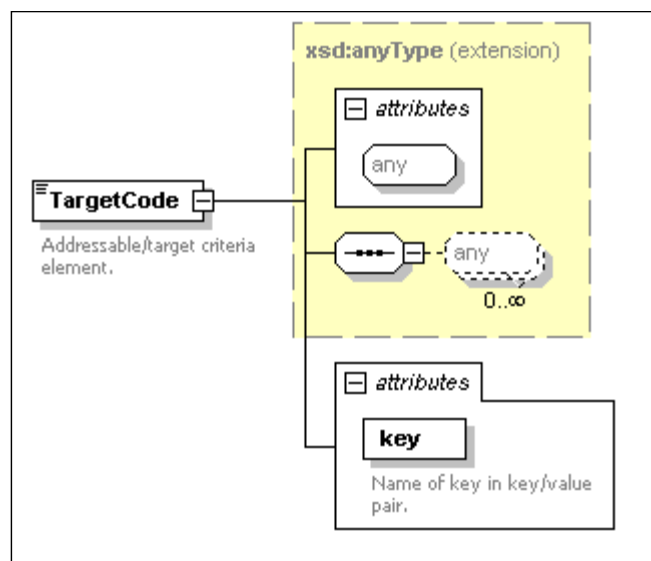 xsd:anyType (extension)
attributes
any
TargetCode
Addressable/target criteria
element.
any
0..∞
attributes
key
Name of key in key/value
pair.